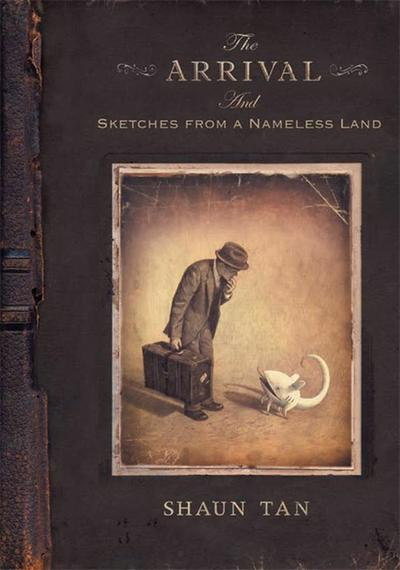 The
ARRIVAL
And
SKETCHES FROM A NAMELESS LAND
SHAUN TAN